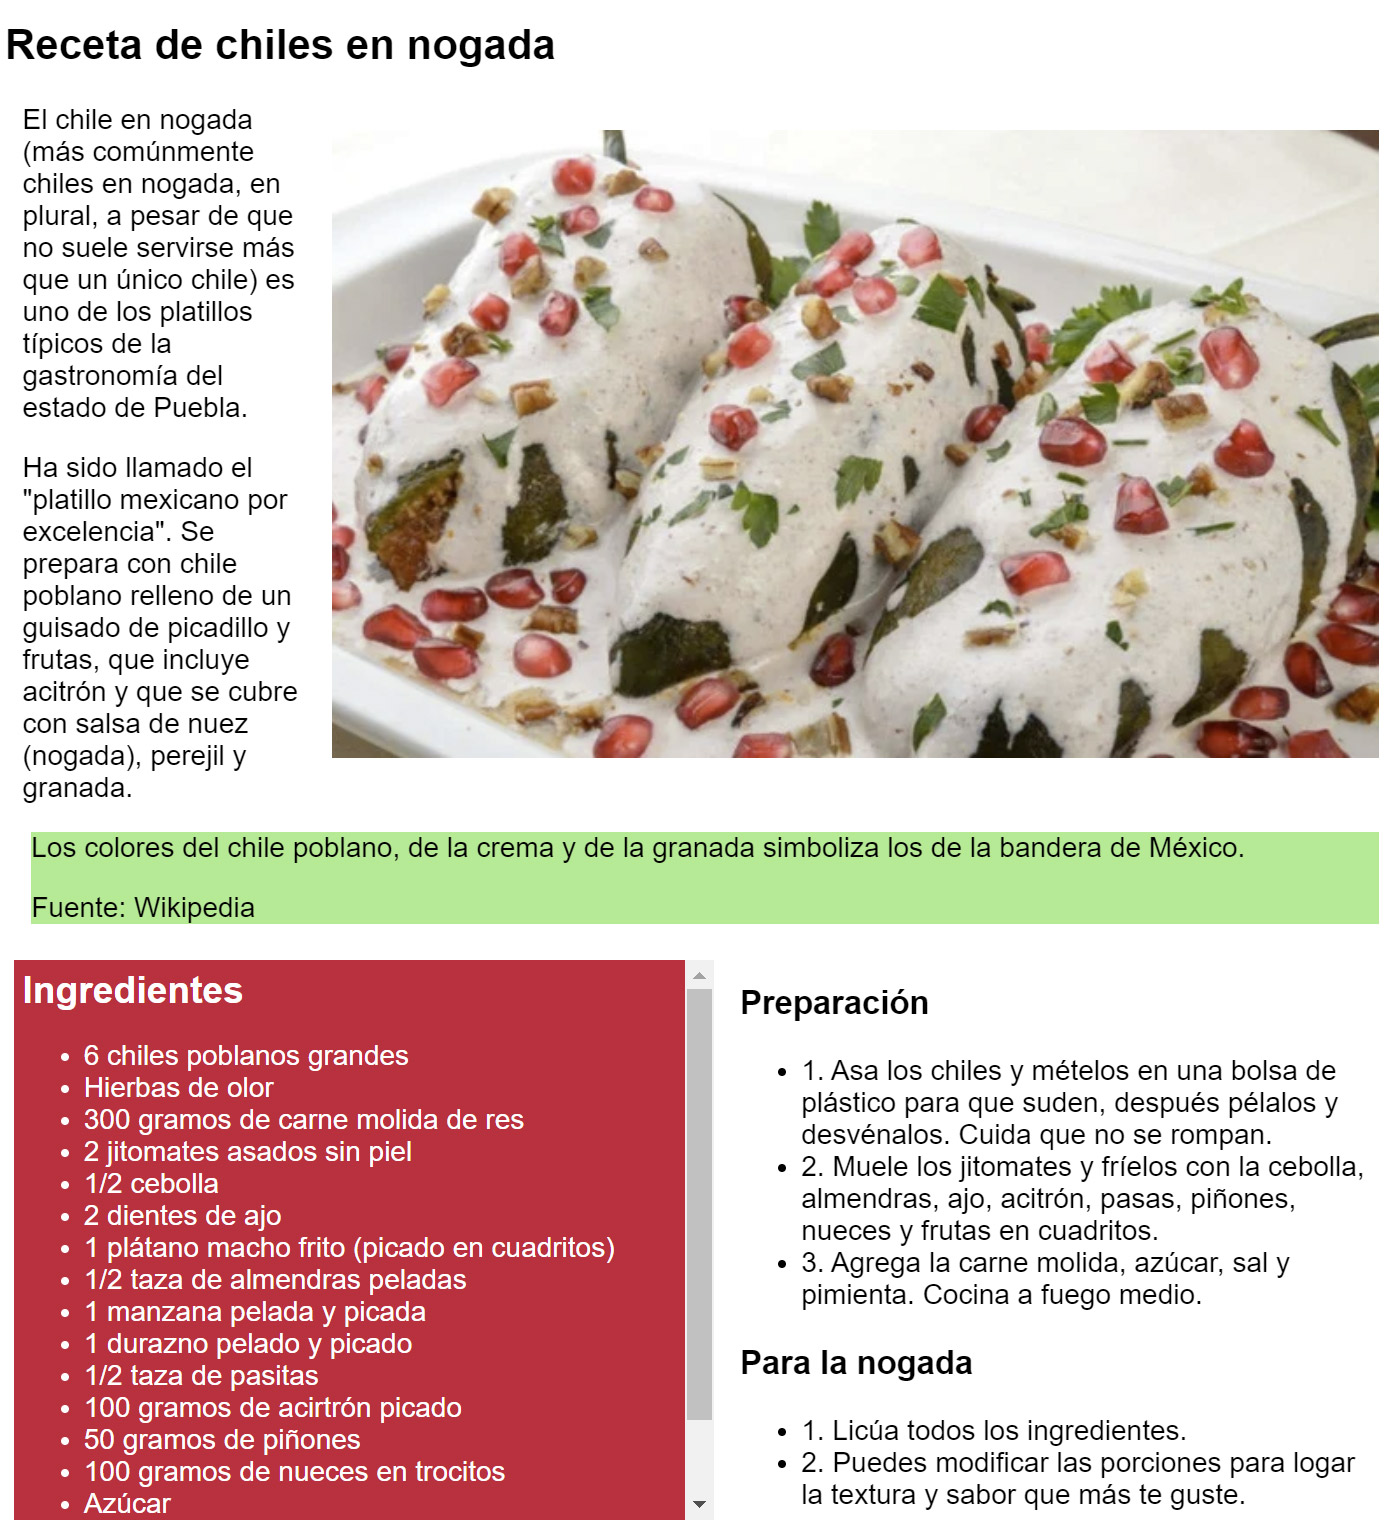 Receta de chiles en nogada
El chile en nogada
(más comúnmente
chiles en nogada, en
plural, a pesar de que
no suele servirse más
que un único chile) es
uno de los platillos
típicos de la
gastronomía del
estado de Puebla.
Ha sido llamado el
"platillo mexicano por
excelencia". Se
prepara con chile
poblano relleno de un
guisado de picadillo y
frutas, que incluye
acitrón y que se cubre
con salsa de nuez
(nogada), perejil y
granada.
Los colores del chile poblano, de la crema y de la granada simboliza los de la bandera de México.
Fuente: Wikipedia
Ingredientes
• 6 chiles poblanos grandes
• Hierbas de olor
• 300 gramos de carne molida de res
• 2 jitomates asados sin piel
• 1/2 cebolla
• 2 dientes de ajo
• 1 plátano macho frito (picado en cuadritos)
• 1/2 taza de almendras peladas
• 1 manzana pelada y picada
• 1 durazno pelado y picado
• 1/2 taza de pasitas
• 100 gramos de acirtrón picado
• 50 gramos de piñones
• 100 gramos de nueces en trocitos
• Azúcar
Preparación
• 1. Asa los chiles y mételos en una bolsa de
plástico para que suden, después pélalos y
desvénalos. Cuida que no se rompan.
• 2. Muele los jitomates y fríelos con la cebolla,
almendras, ajo, acitrón, pasas, piñones,
nueces y frutas en cuadritos.
• 3. Agrega la carne molida, azúcar, sal y
pimienta. Cocina a fuego medio.
Para la nogada
• 1. Licúa todos los ingredientes.
• 2. Puedes modificar las porciones para logar
la textura y sabor que más te guste.